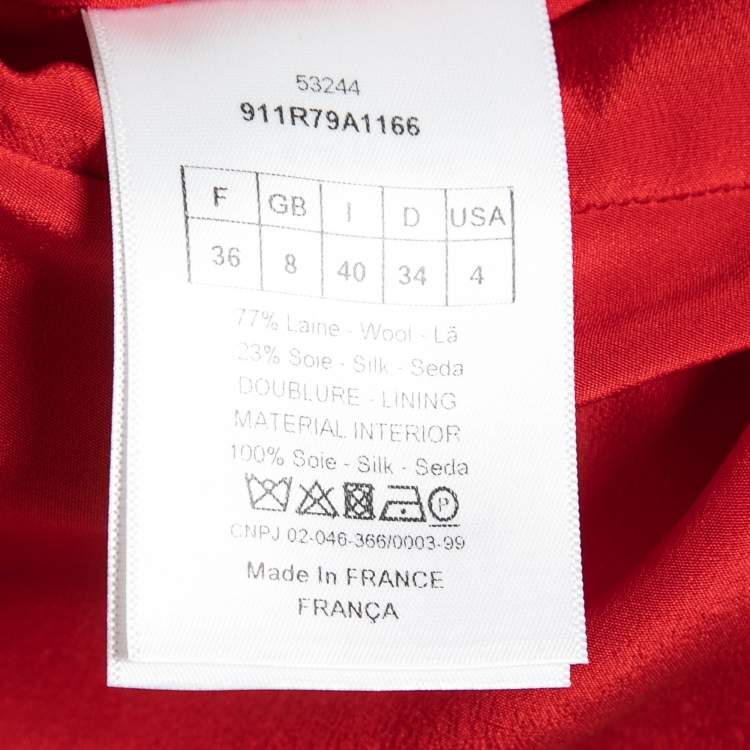 53244
911R79A1166
F GB I D USA
36 8 40 34 4
77% Laine - Wool - Lã
23% Soie - Silk - Seda
DOUBLURE - LINING
MATERIAL INTERIOR
100% Soie - Silk - Seda
P
CNPJ 02-046-366/0003-99
Made In FRANCE
FRANÇA